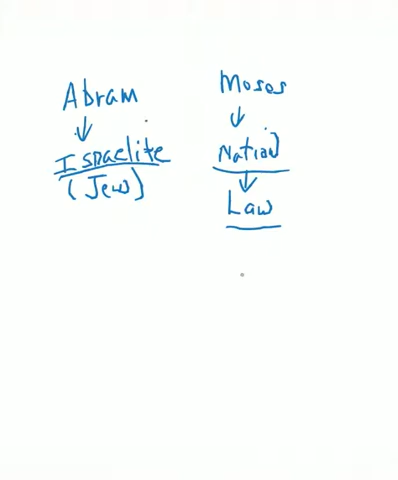 Abram
↓
Israelite
(Jew)
Moses
↓
Nation
↓
Law